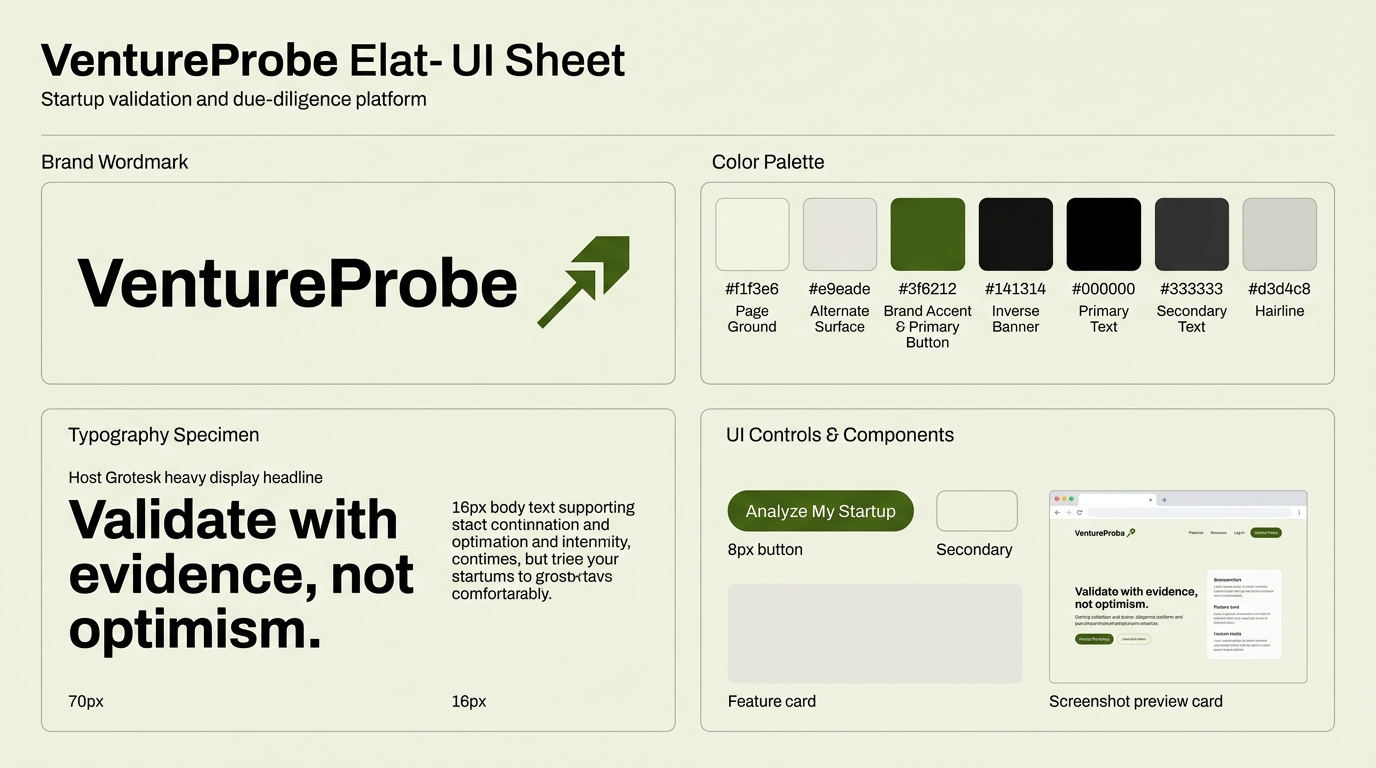 VentureProbe Elat- UI Sheet
Startup validation and due-diligence platform
Brand Wordmark
VentureProbe
Color Palette
#f1f3e6
Page
Ground
#e9eade
Alternate
Surface
#3f6212
Brand Accent
& Primary
Button
#141314
Inverse
Banner
#000000
Primary
Text
#333333
Secondary
Text
#d3d4c8
Hairline
Typography Specimen
Host Grotesk heavy display headline
Validate with
evidence, not
optimism.
70px
16px body text supporting
stact contınnation and
optimation and intenmity,
contimes, but triee your
startums to
comfortarably.
16px
UI Controls & Components
Analyze My Startup
8px button
Secondary
Feature card
VentureProba
Validate with evidence,
not optimism.
Screenshot preview card